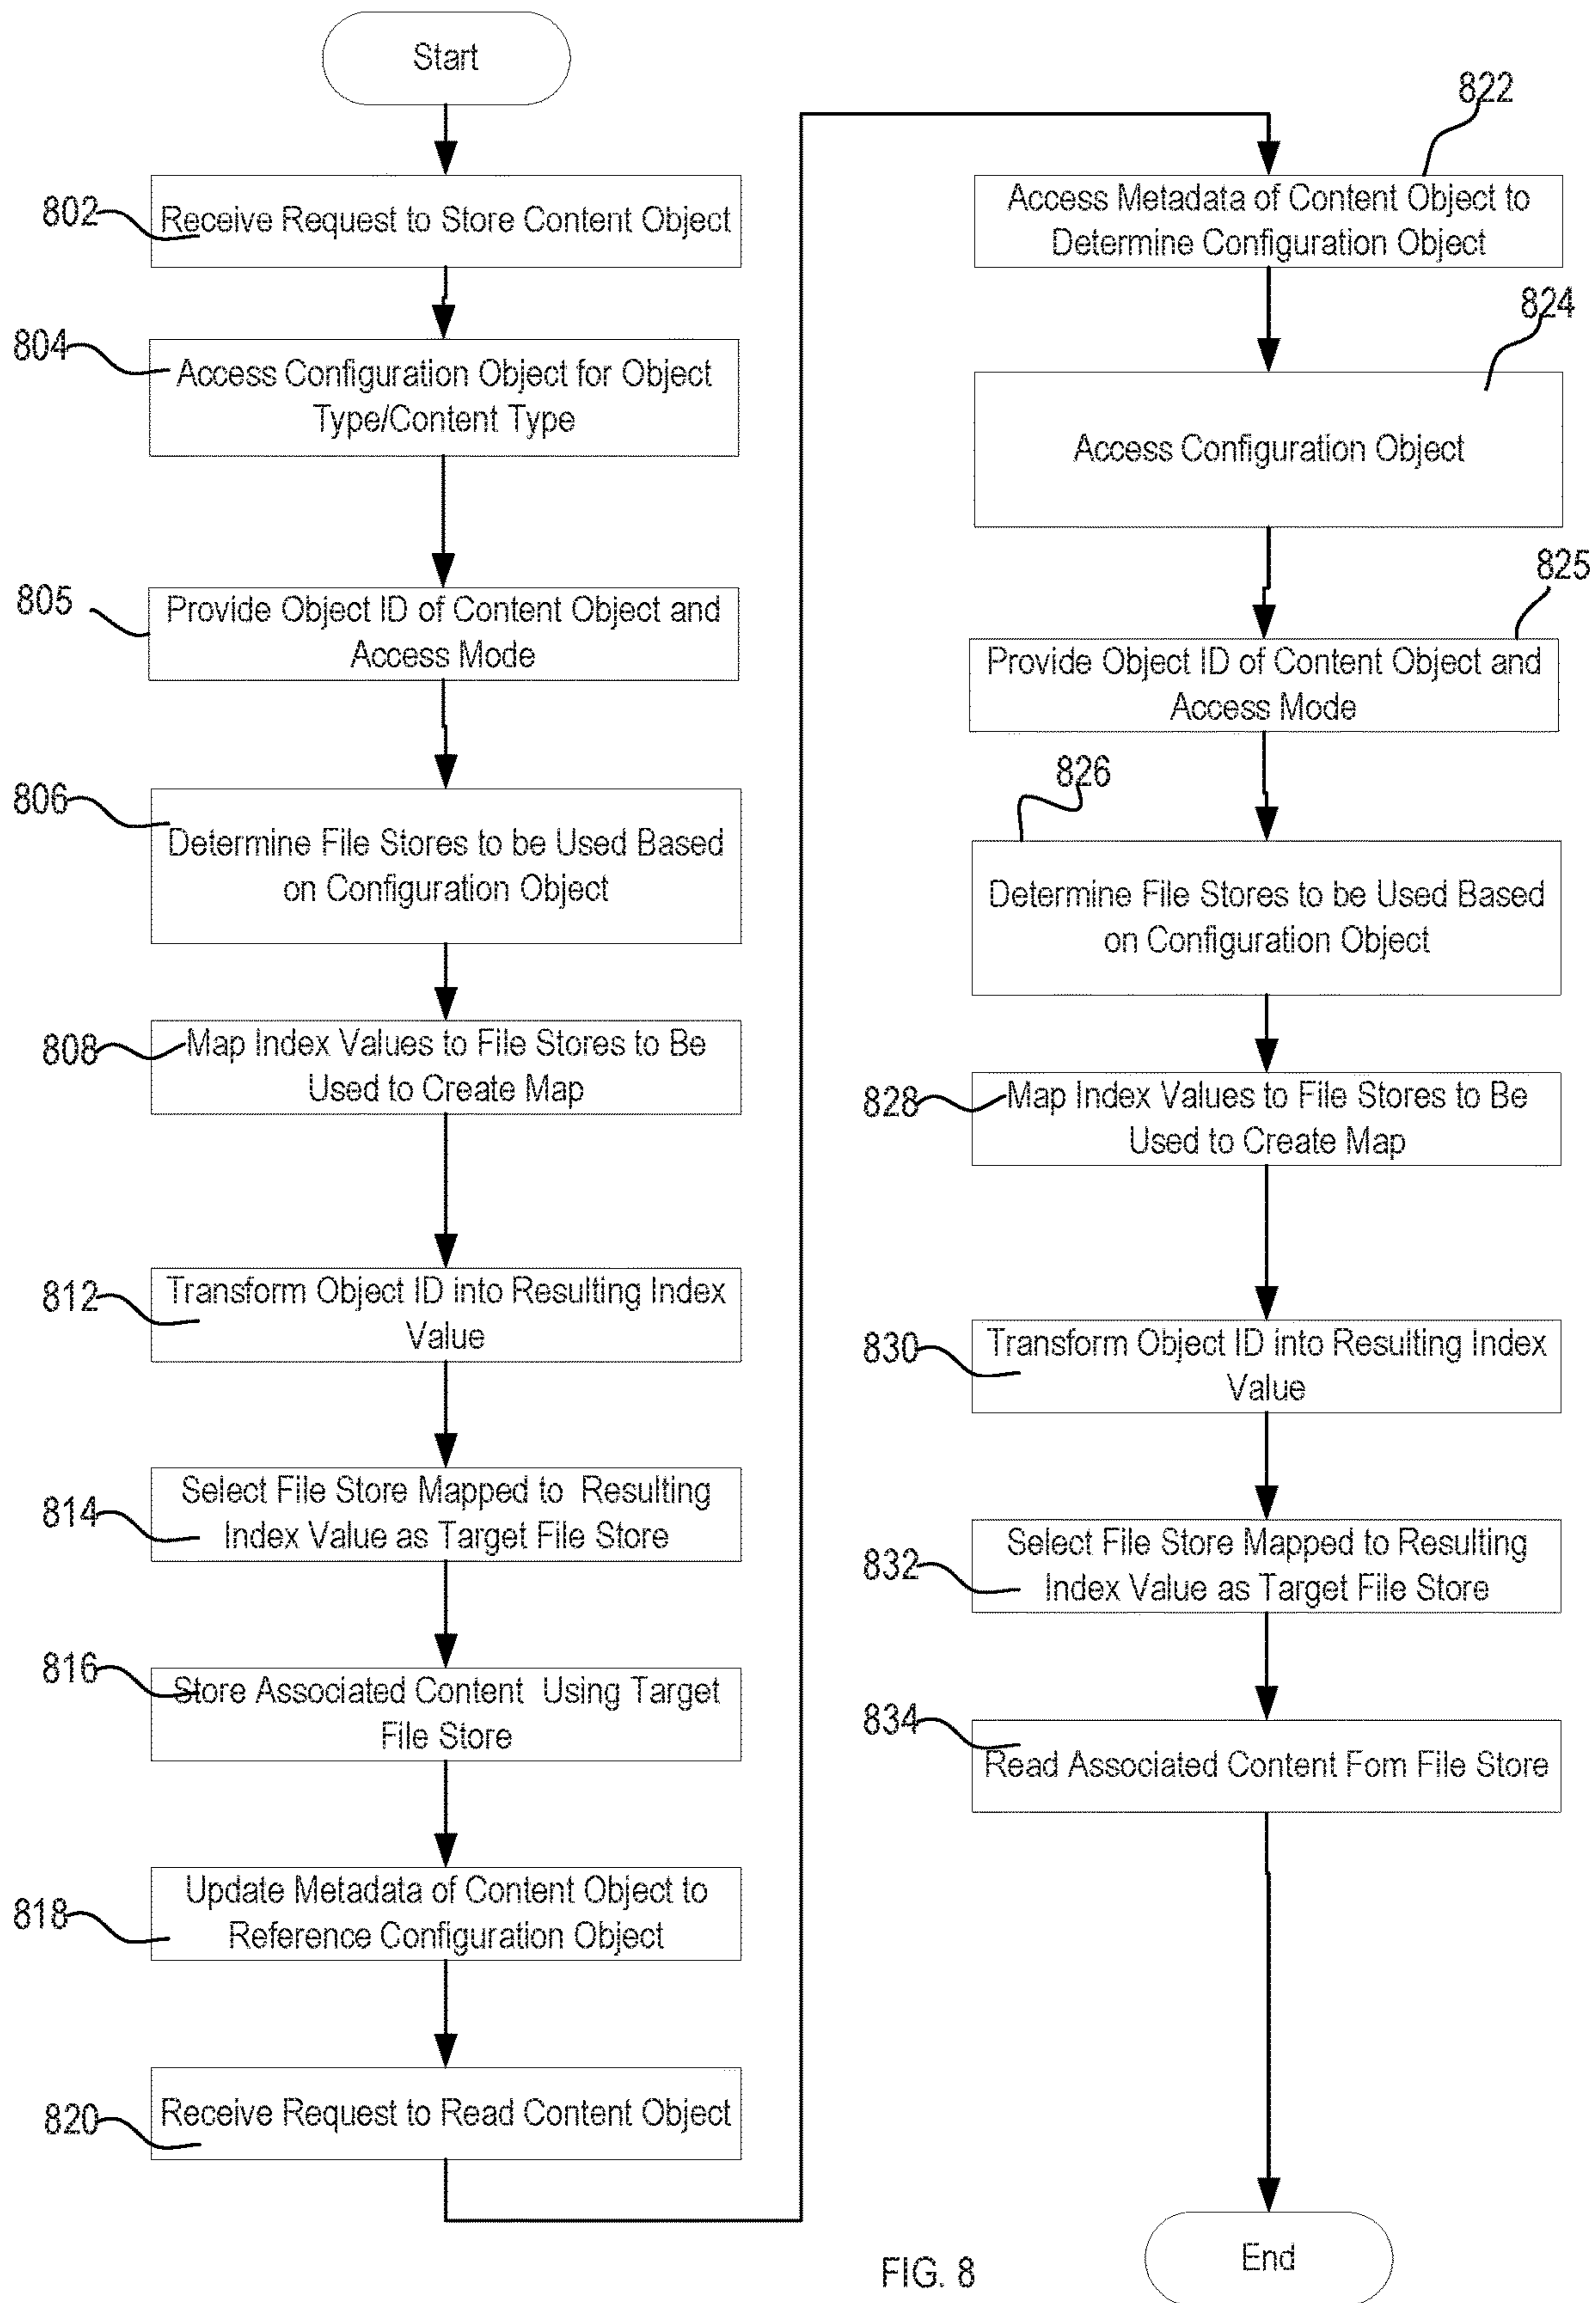 Start
802
Receive Request to Store Content Object
804
Access Configuration Object for Object
Type/Content Type
805
Provide Object ID of Content Object and
Access Mode
806
Determine File Stores to be Used Based
on Configuration Object
808
Map Index Values to File Stores to Be
Used to Create Map
812
Transform Object ID into Resulting Index
Value
814
Select File Store Mapped to Resulting
Index Value as Target File Store
816
Store Associated Content Using Target
File Store
818
Update Metadata of Content Object to
Reference Configuration Object
820
Receive Request to Read Content Object
822
Access Metadata of Content Object to
Determine Configuration Object
824
Access Configuration Object
825
Provide Object ID of Content Object and
Access Mode
826
Determine File Stores to be Used Based
on Configuration Object
828
Map Index Values to File Stores to Be
Used to Create Map
830
Transform Object ID into Resulting Index
Value
832
Select File Store Mapped to Resulting
Index Value as Target File Store
834
Read Associated Content Fom File Store
End
FIG. 8